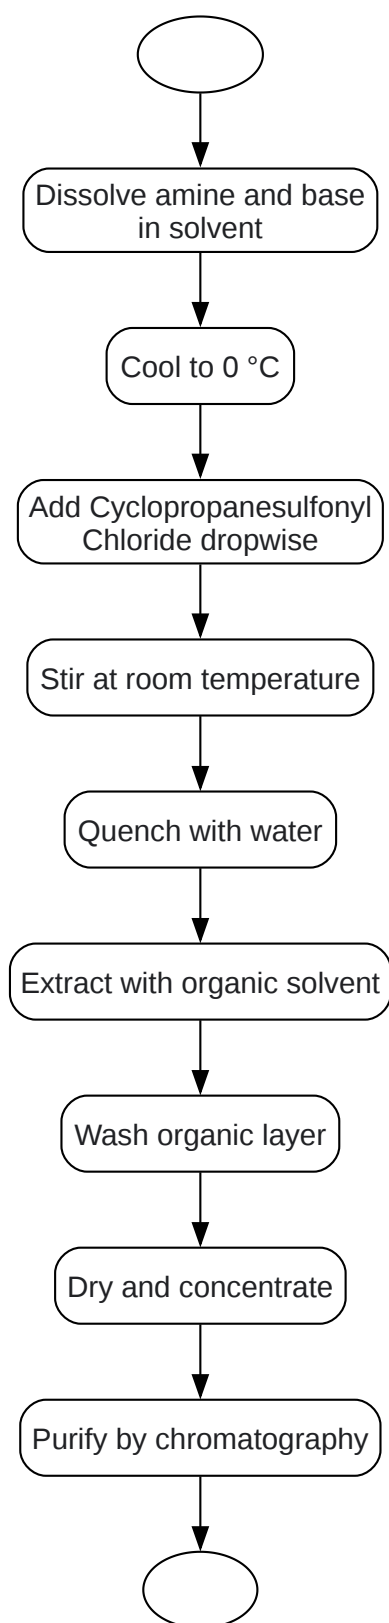 Dissolve amine and base
in solvent
Cool to 0 °C
Add Cyclopropanesulfonyl
Chloride dropwise
Stir at room temperature
Quench with water
Extract with organic solvent
Wash organic layer
Dry and concentrate
Purify by chromatography